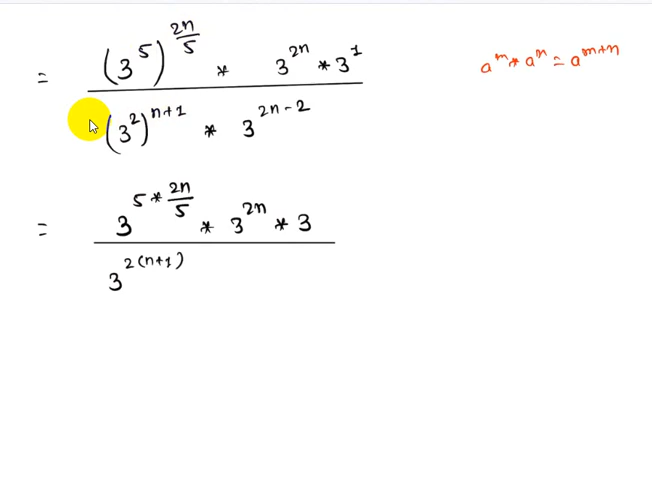 = (3^5)^(2n/5) * 3^(2n) * 3^1
a^m * a^n = a^(m+n)
(3^2)^(n+1) * 3^(2n-2)
= 3^(5*2n/5) * 3^(2n) * 3
3^(2(n+1))